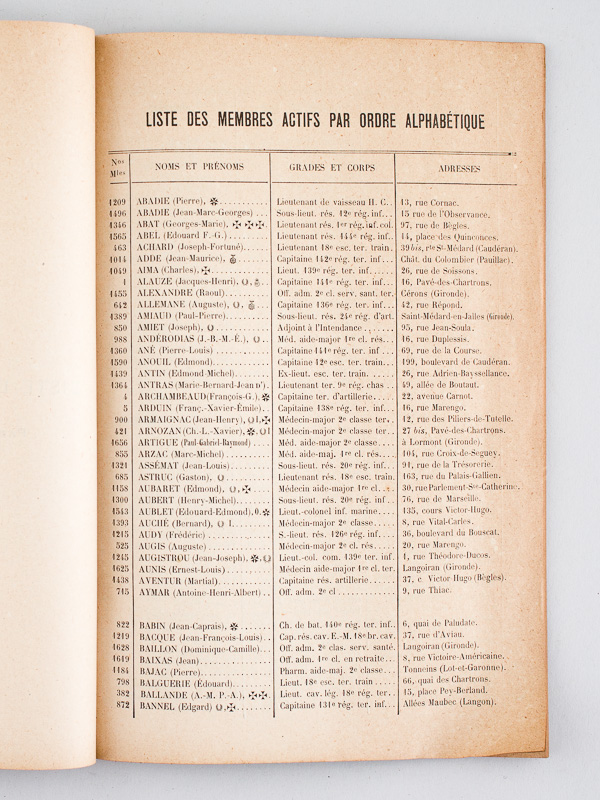 LISTE DES MEMBRES ACTIFS PAR ORDRE ALPHABÉTIQUE
Nos Mles NOMS ET PRÉNOMS GRADES ET CORPS ADRESSES
1209 ABADIE (Pierre), ✼ Lieutenant de vaisseau H. C.. 13, rue Cornac.
1496 ABADIE (Jean-Marc-Georges) ... Sous-lieut. rés. 12e rég. inf... 15 rue de l'Observance.
1346 ABAT (Georges-Marie), ✠ ✠✠. Lieutenant rés. 1er rég. inf. col. 97, rue de Bègles.
1565 ABEL (Edouard F.-G.) Lieutenant rés. 144e rég. inf.. 14, place des Quinconces.
463 ACHARD (Joseph-Fortuné) Lieutenant 18e esc. ter. train. 39 bis, rte St-Médard (Caudéran).
1014 ADDE (Jean-Maurice), Capitaine 142e rég. ter. inf... Chât. du Colombier (Pauillac).
1049 AIMA (Charles), ✠ Lieut. 139e rég. ter. inf...... 26, rue de Soissons.
1 ALAUZE (Jacques-Henri), Capitaine 141e rég. ter. inf... 16, Pavé-des-Chartrons.
1455 ALEXANDRE (Raoul) Off. adm. 2e cl. serv. sant. ter. Cérons (Gironde).
642 ALLEMANE (Auguste), Capitaine 136e rég. ter. inf... 42, rue Répond.
1389 AMIAUD (Paul-Pierre) Sous-lieut. rés. 24e rég. d'art. Saint-Médard-en-Jalles (Gironde).
850 AMIET (Joseph), Adjoint à l'Intendance ...... 95, rue Jean-Soula.
988 ANDÉRODIAS (J.-B.-M.-É.), Méd. aide-major 1re cl. rés... 16, rue Duplessis.
1360 ANÉ (Pierre-Louis) Capitaine 141e rég. ter. inf ... 69, rue de la Course.
1590 ANOUIL (Edmond) Capitaine 12e esc. ter. train... 199, boulevard de Caudéran.
1439 ANTIN (Edmond-Michel) Ex-lieut. esc. ter. train...... 26, rue Adrien-Bayssellance.
1364 ANTRAS (Marie-Bernard-Jean Dr). Lieutenant ter. 9e rég. chas .. 49, allée de Boutaut.
4 ARCHAMBEAUD (François-G.), ✼ Capitaine ter. d'artillerie..... 22, avenue Carnot.
5 ARDUIN (Franç.-Xavier-Émile).. Capitaine 138e rég. ter. inf... 16, rue Marengo.
900 ARMAIGNAC (Jean-Henry), I,✠ Médecin-major 2e classe ter.. 42, rue des Piliers-de-Tutelle.
421 ARNOZAN (Ch.-L.-Xavier), ✼, I Médecin-major 2e classe ter.. 27 bis, Pavé-des-Chartrons.
1656 ARTIGUE (Paul-Gabriel-Raymond) Méd. aide-major 2e classe.... à Lormont (Gironde).
855 ARZAC (Marc-Michel) Méd. aide-maj. 1re cl. rés.... 104, rue Croix-de-Seguey.
1321 ASSÉMAT (Jean-Louis) Sous-lieut. rés. 20e rég. inf. 91, rue de la Trésorerie.
685 ASTRUC (Gaston), Lieutenant rés. 18e esc. train. 163, rue du Palais-Gallien.
1158 AUBARET (Edmond), ,✠ Médecin aide-major 1re cl. 30, rue Parlement-Ste-Catherine.
1300 AUBERT (Henry-Michel) Sous-lieut. rés. 20e rég. inf.. 76, rue de Marseille.
1543 AUBLET (Edouard-Edmond), O.✼ Lieut.-colonel inf. marine.... 135, cours Victor-Hugo.
1393 AUCHÉ (Bernard), I Médecin-major 2e classe..... 8, rue Vital-Carles.
1215 AUDY (Frédéric) S.-lieut. rés. 126e rég. inf.... 36, boulevard du Bouscat.
525 AUGIS (Auguste) Médecin-major 2e cl. rés..... 20, rue Marengo.
1245 AUGISTROU (Jean-Joseph), ✼, Lieut.-col. com. 139e ter. inf. 1, rue Théodore-Ducos.
1625 AUNIS (Ernest-Louis) Médecin aide-major 1re cl. ter. Langoiran (Gironde).
1438 AVENTUR (Martial) Capitaine rés. artillerie...... 37, c. Victor Hugo (Bègles).
715 AYMAR (Antoine-Henri-Albert).. Off. adm. 2e cl ............. 9, rue Thiac.
822 BABIN (Jean-Caprais), ✼ Ch. de bat. 140e rég. ter. inf.. 6, quai de Paludate.
1219 BACQUE (Jean-François-Louis).. Cap. rés. cav. E.-M. 18e br. cav. 37, rue d'Aviau.
1628 BAILLON (Dominique-Camille)... Off. adm. 2e clas. serv. santé. Langoiran (Gironde).
1619 BAINAS (Jean) Off. adm. 1re cl. en retraite... 8, rue Victoire-Américaine.
1184 BAJAC (Pierre) Pharm. aide-maj. 2e classe... Tonneins (Lot-et-Garonne).
798 BALGUERIE (Édouard) Lieut. 18e esc. ter. train ..... 66, quai des Chartrons.
382 BALLANDE (A.-M. P.-A.), ✠✠. Lieut. cav. lég. 18e rég. ter.. 15, place Pey-Berland.
872 BANNEL (Edgard) ,✠ Capitaine 131e rég. ter. inf... Allées Maubec (Langon).